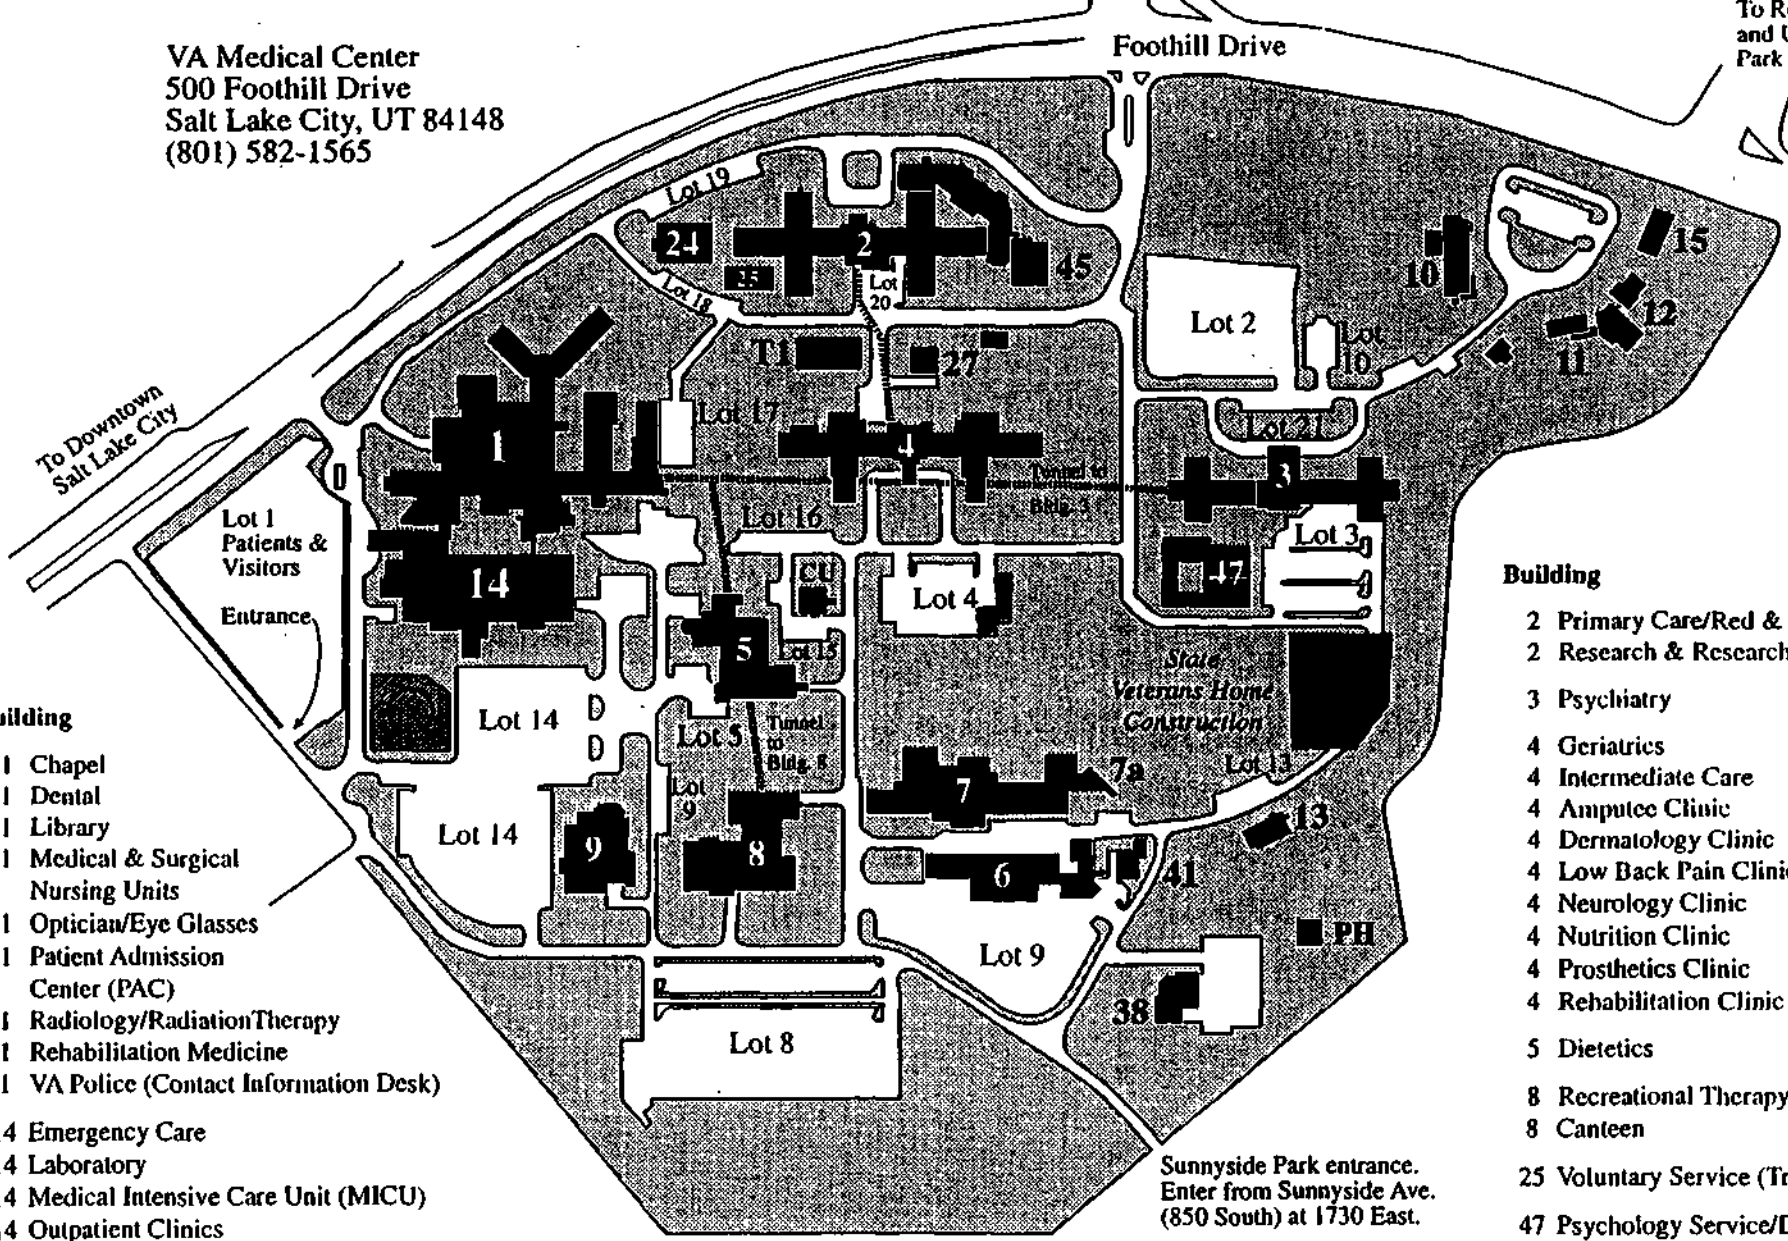 VA Medical Center
500 Foothill Drive
Salt Lake City, UT 84148
(801) 582-1565
Foothill Drive
To R
and U
Park
To Downtown
Salt Lake City
Lot 19
24
2
45
Lot
20
Lot 18
15
10
12
11
Lot 2
Lot
10
T1
27
Lot 17
1
4
Lot 21
3
Tunnel to
Bldg. 3
Lot 16
Lot 3
Lot 1
Patients &
Visitors
Entrance
14
CU
Lot 4
47
5
Lot 15
State
Veterans Home
Construction
Lot 14
Lot 5
Tunnel
to
Bldg. 8
Lot
9
7
7a
Lot 13
Lot 14
9
8
6
13
41
PH
Lot 9
38
Lot 8
uilding
1 Chapel
1 Dental
1 Library
1 Medical & Surgical
Nursing Units
1 Optician/Eye Glasses
1 Patient Admission
Center (PAC)
1 Radiology/RadiationTherapy
1 Rehabilitation Medicine
1 VA Police (Contact Information Desk)
4 Emergency Care
4 Laboratory
4 Medical Intensive Care Unit (MICU)
4 Outpatient Clinics
Sunnyside Park entrance.
Enter from Sunnyside Ave.
(850 South) at 1730 East.
Building
2 Primary Care/Red &
2 Research & Research
3 Psychiatry
4 Geriatrics
4 Intermediate Care
4 Amputee Clinic
4 Dermatology Clinic
4 Low Back Pain Clinic
4 Neurology Clinic
4 Nutrition Clinic
4 Prosthetics Clinic
4 Rehabilitation Clinic
5 Dietetics
8 Recreational Therapy
8 Canteen
25 Voluntary Service (Tr
47 Psychology Service/D